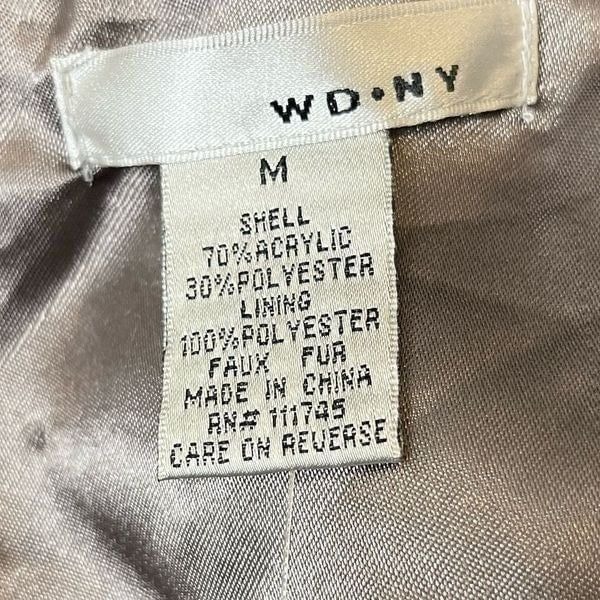 WD•NY
M
SHELL
70%ACRYLIC
30%POLYESTER
LINING
100%POLYESTER
FAUX FUR
MADE IN CHINA
RN# 111745
CARE ON REVERSE